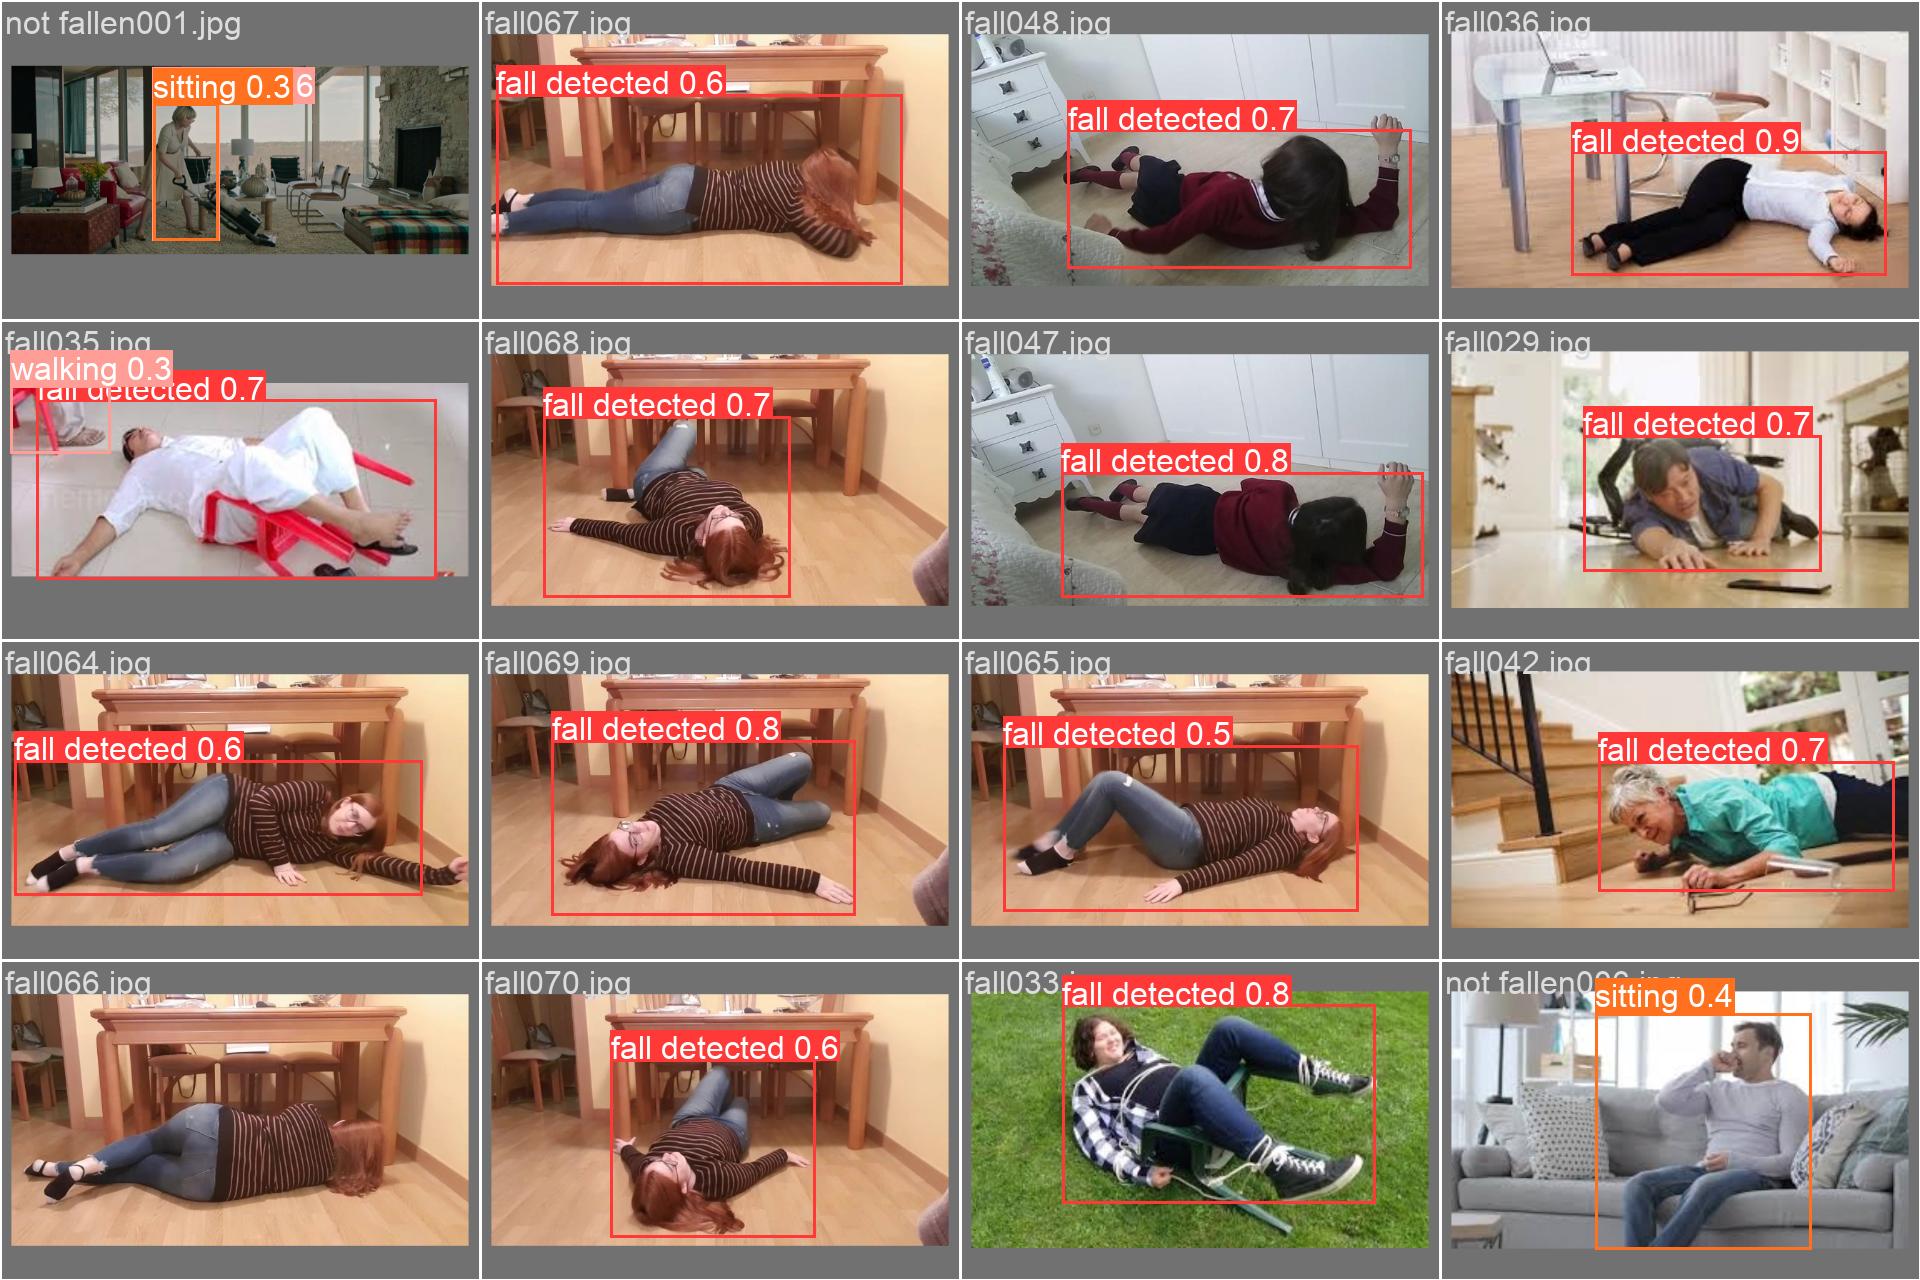 not fallen001.jpg
sitting 0.3
6
fall067.jpg
fall detected 0.6
fall048.jpg
fall detected 0.7
fall036.jpg
fall detected 0.9
fall035.jpg
walking 0.3
fall detected 0.7
fall068.jpg
fall detected 0.7
fall047.jpg
fall detected 0.8
fall029.jpg
fall detected 0.7
fall064.jpg
fall detected 0.6
fall069.jpg
fall detected 0.8
fall065.jpg
fall detected 0.5
fall042.jpg
fall detected 0.7
fall066.jpg
fall070.jpg
fall detected 0.6
fall033.
fall detected 0.8
not fallen006.jpg
sitting 0.4